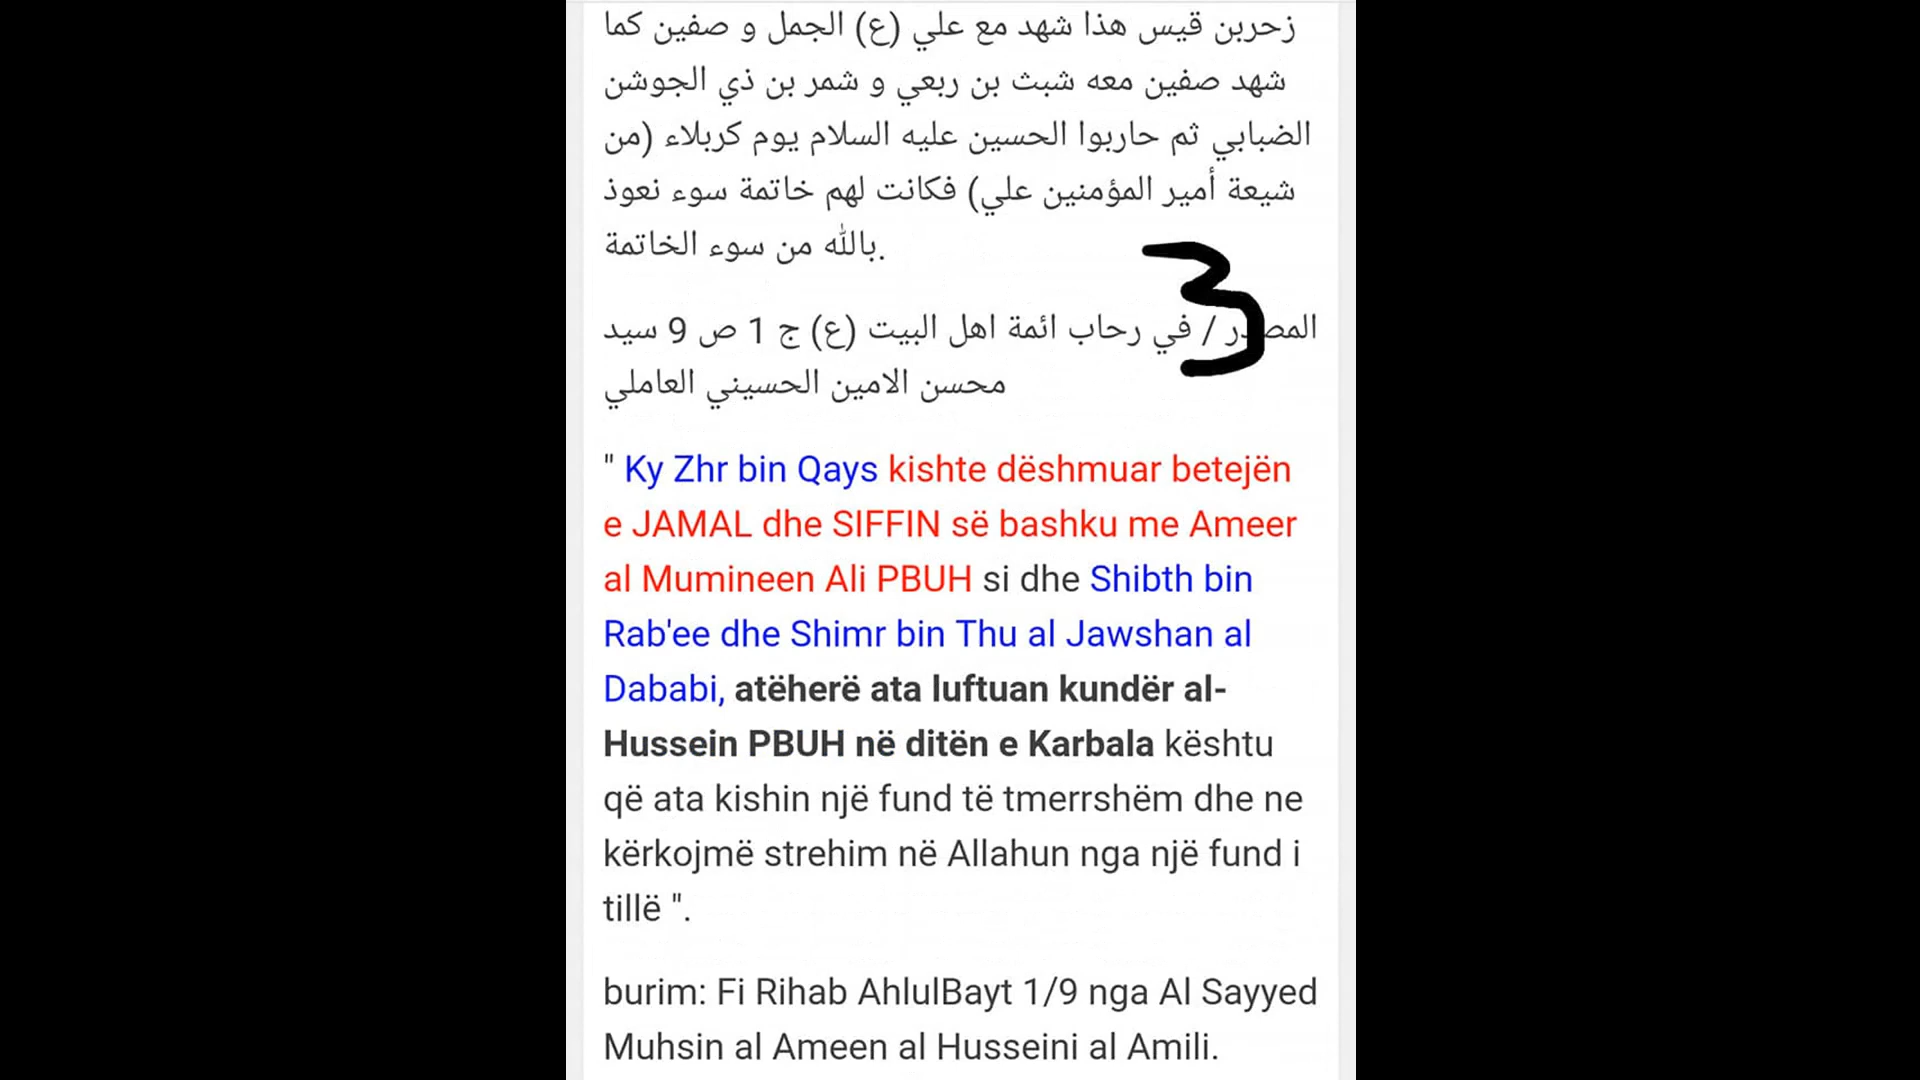 زحربن قيس هذا شهد مع علي (ع) الجمل و صفين كما
شهد صفين معه شبث بن ربعي و شمر بن ذي الجوشن
الضبابي ثم حاربوا الحسين عليه السلام يوم كربلاء (من
شيعة أمير المؤمنين علي) فكانت لهم خاتمة سوء نعوذ
بالله من سوء الخاتمة.
3
المصدر / في رحاب ائمة اهل البيت (ع) ج 1 ص 9 سيد
محسن الامين الحسيني العاملي
" Ky Zhr bin Qays kishte dëshmuar betejën
e JAMAL dhe SIFFIN së bashku me Ameer
al Mumineen Ali PBUH si dhe Shibth bin
Rab'ee dhe Shimr bin Thu al Jawshan al
Dababi, atëherë ata luftuan kundër al-
Hussein PBUH në ditën e Karbala kështu
që ata kishin një fund të tmerrshëm dhe ne
kërkojmë strehim në Allahun nga një fund i
tillë ".
burim: Fi Rihab AhlulBayt 1/9 nga Al Sayyed
Muhsin al Ameen al Husseini al Amili.